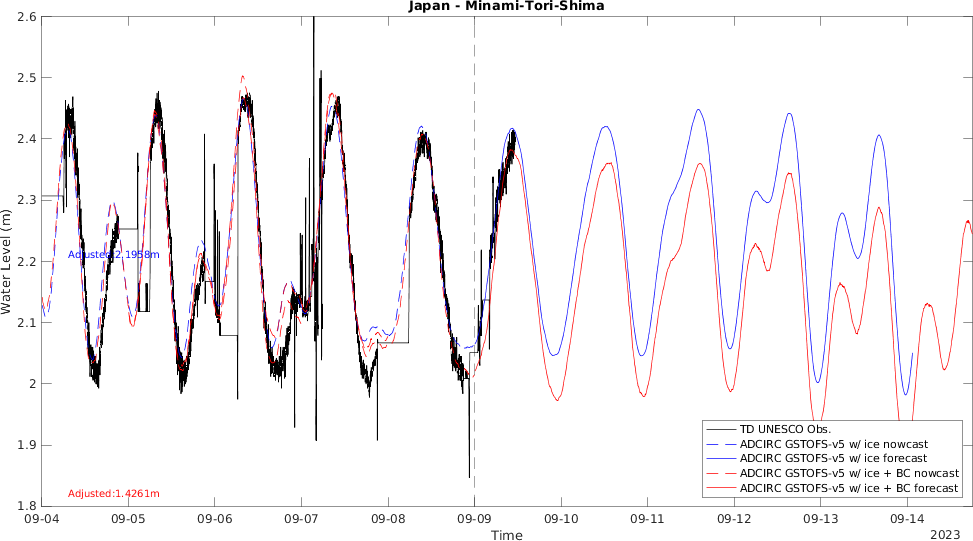 Japan - Minami-Tori-Shima
Water Level (m)
2.6
2.5
2.4
2.3
2.2
2.1
2
1.9
1.8
Adjusted:2.1958m
Adjusted:1.4261m
TD UNESCO Obs.
ADCIRC GSTOFS-v5 w/ ice nowcast
ADCIRC GSTOFS-v5 w/ ice forecast
ADCIRC GSTOFS-v5 w/ ice + BC nowcast
ADCIRC GSTOFS-v5 w/ ice + BC forecast
09-04 09-05 09-06 09-07 09-08 09-09 09-10 09-11 09-12 09-13 09-14
Time
2023